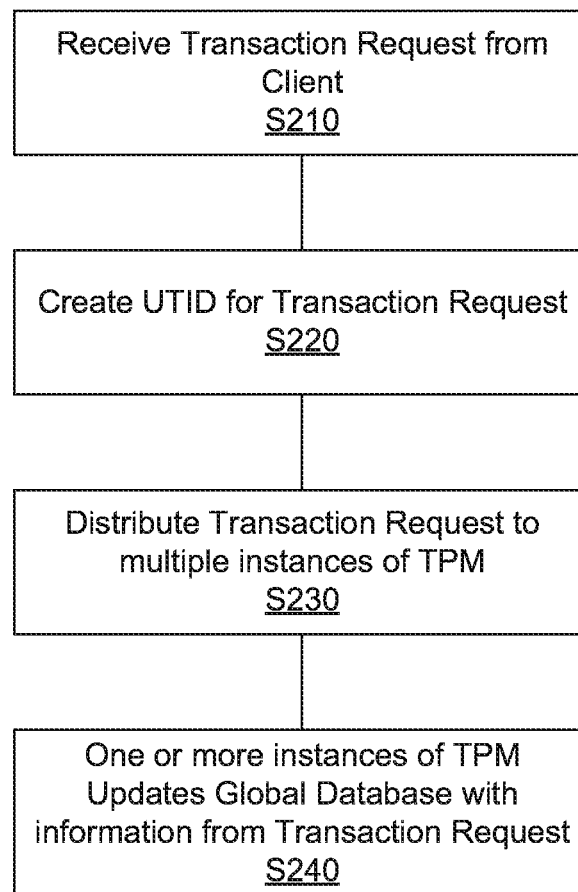 Receive Transaction Request from
Client
S210
Create UTID for Transaction Request
S220
Distribute Transaction Request to
multiple instances of TPM
S230
One or more instances of TPM
Updates Global Database with
information from Transaction Request
S240